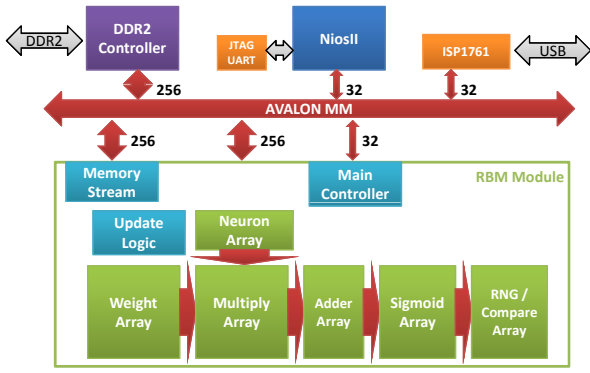 DDR2
DDR2
Controller
JTAG
UART
NiosII
ISP1761
USB
256
32
32
AVALON MM
256
256
32
Memory
Stream
Main
Controller
RBM Module
Update
Logic
Neuron
Array
Weight
Array
Multiply
Array
Adder
Array
Sigmoid
Array
RNG /
Compare
Array